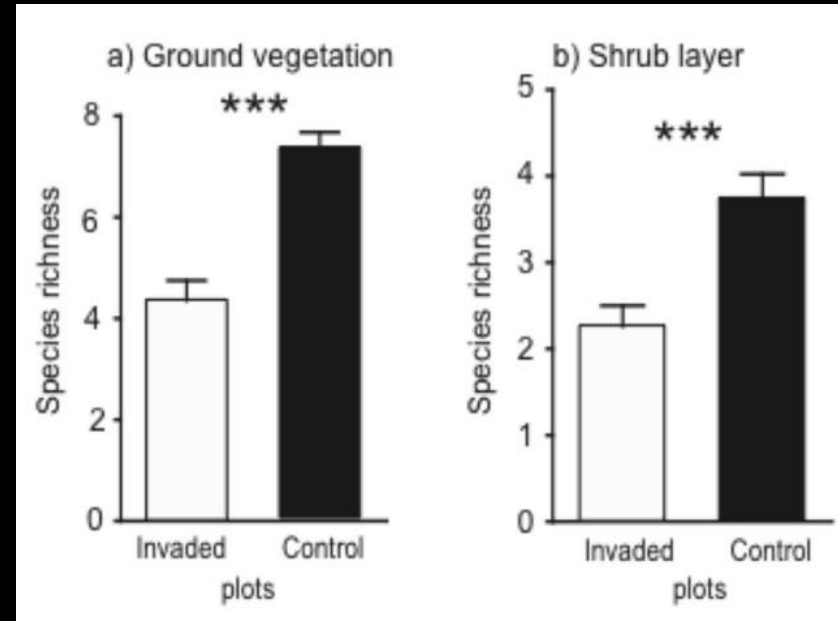 a) Ground vegetation
***
8
6
4
2
0
Species richness
Invaded Control
plots
b) Shrub layer
***
5
4
3
2
1
0
Species richness
Invaded Control
plots